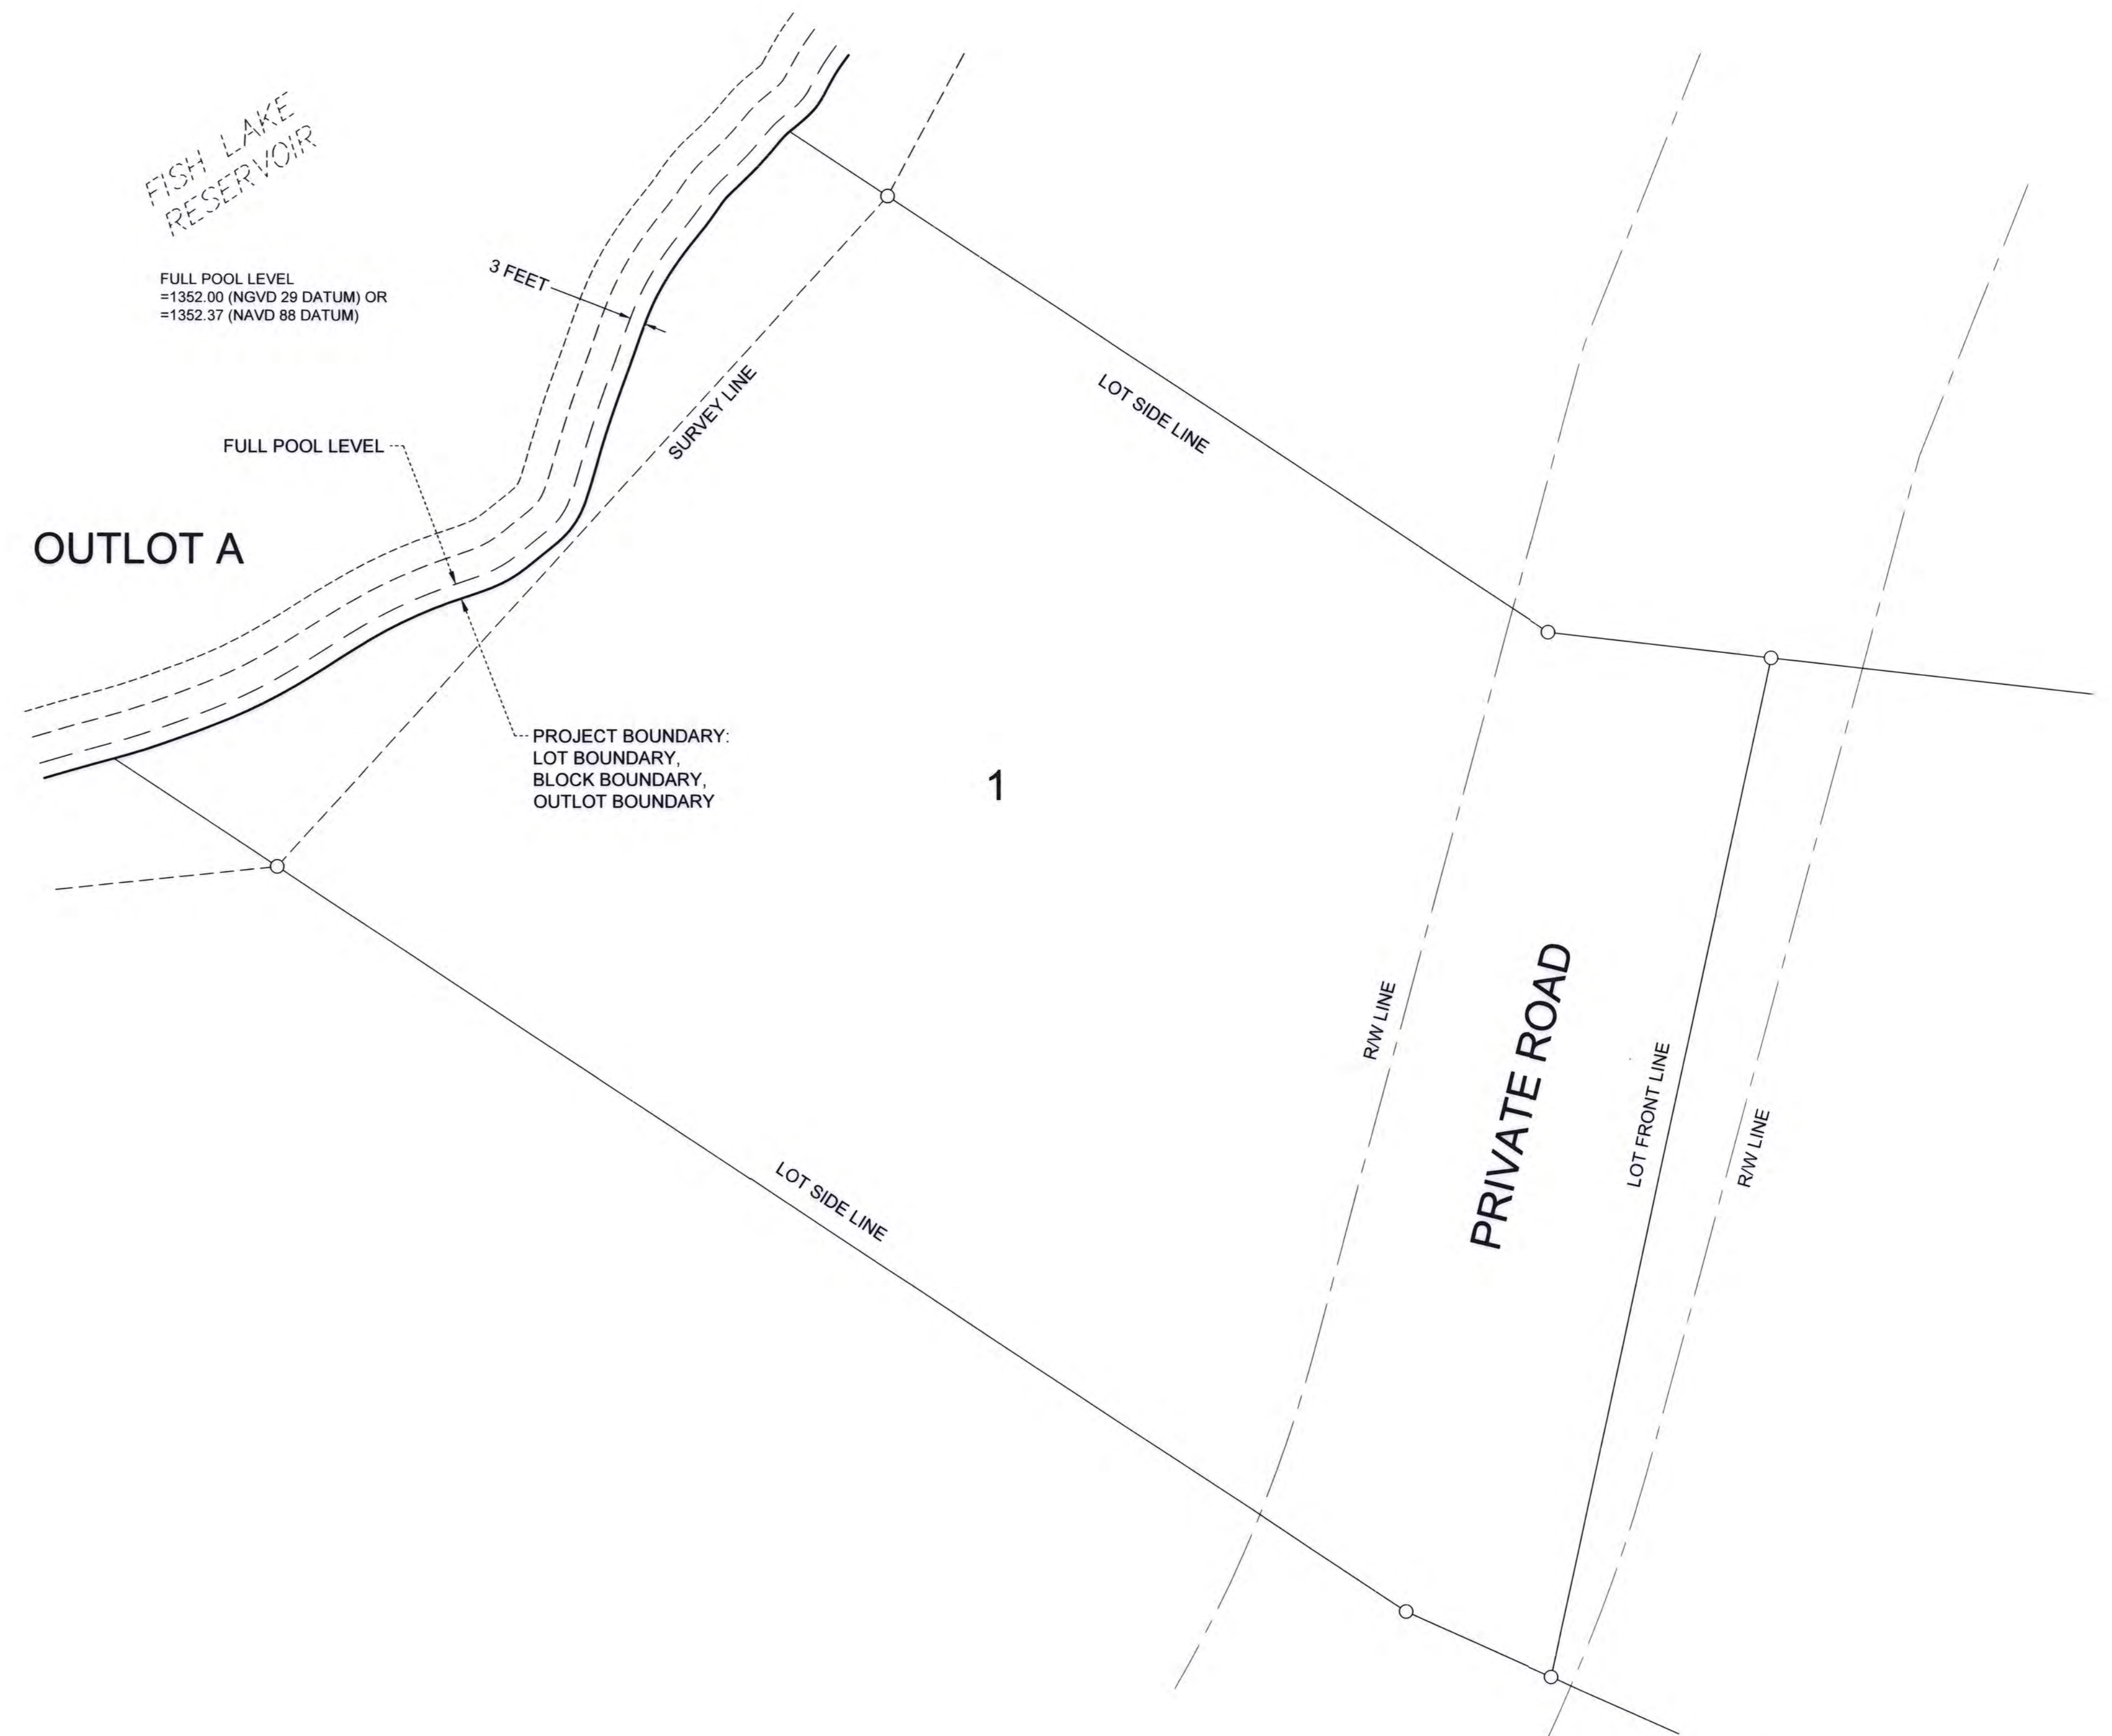 FISH LAKE
RESERVOIR
FULL POOL LEVEL
=1352.00 (NGVD 29 DATUM) OR
=1352.37 (NAVD 88 DATUM)
3 FEET
SURVEY LINE
LOT SIDE LINE
FULL POOL LEVEL
OUTLOT A
PROJECT BOUNDARY:
LOT BOUNDARY,
BLOCK BOUNDARY,
OUTLOT BOUNDARY
1
R/W LINE
PRIVATE ROAD
LOT FRONT LINE
R/W LINE
LOT SIDE LINE